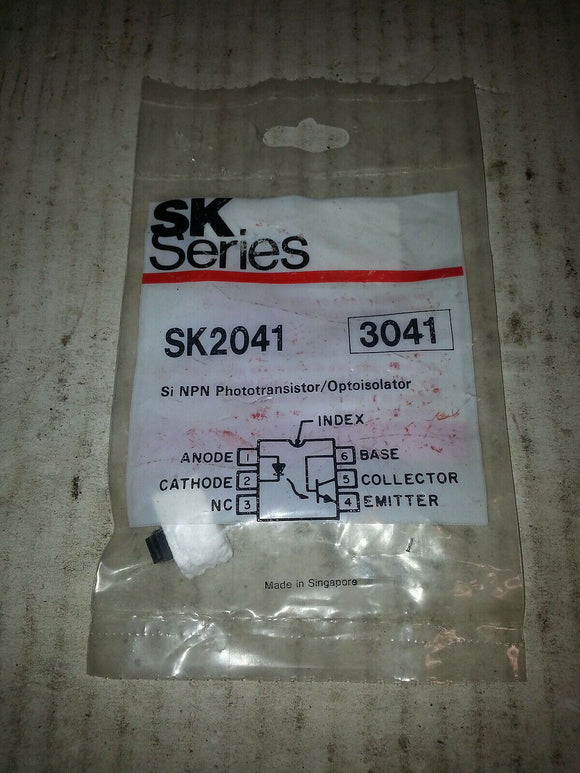 SK
Series
SK2041 3041
Si NPN Phototransistor/Optoisolator
INDEX
ANODE 1 6 BASE
CATHODE 2 5 COLLECTOR
NC 3 4 EMITTER
Made in Singapore